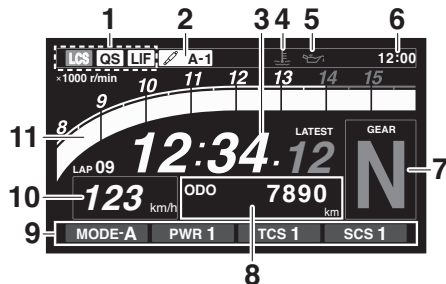 1 2 3 4 5 6
LCS QS LIF A-1 12:00
×1000 r/min
8 9 10 11 12 13 14 15
11
LAP 09 12:34.12 LATEST
GEAR
N
7
10 123 km/h
ODO 7890 km
8
9 MODE-A PWR 1 TCS 1 SCS 1